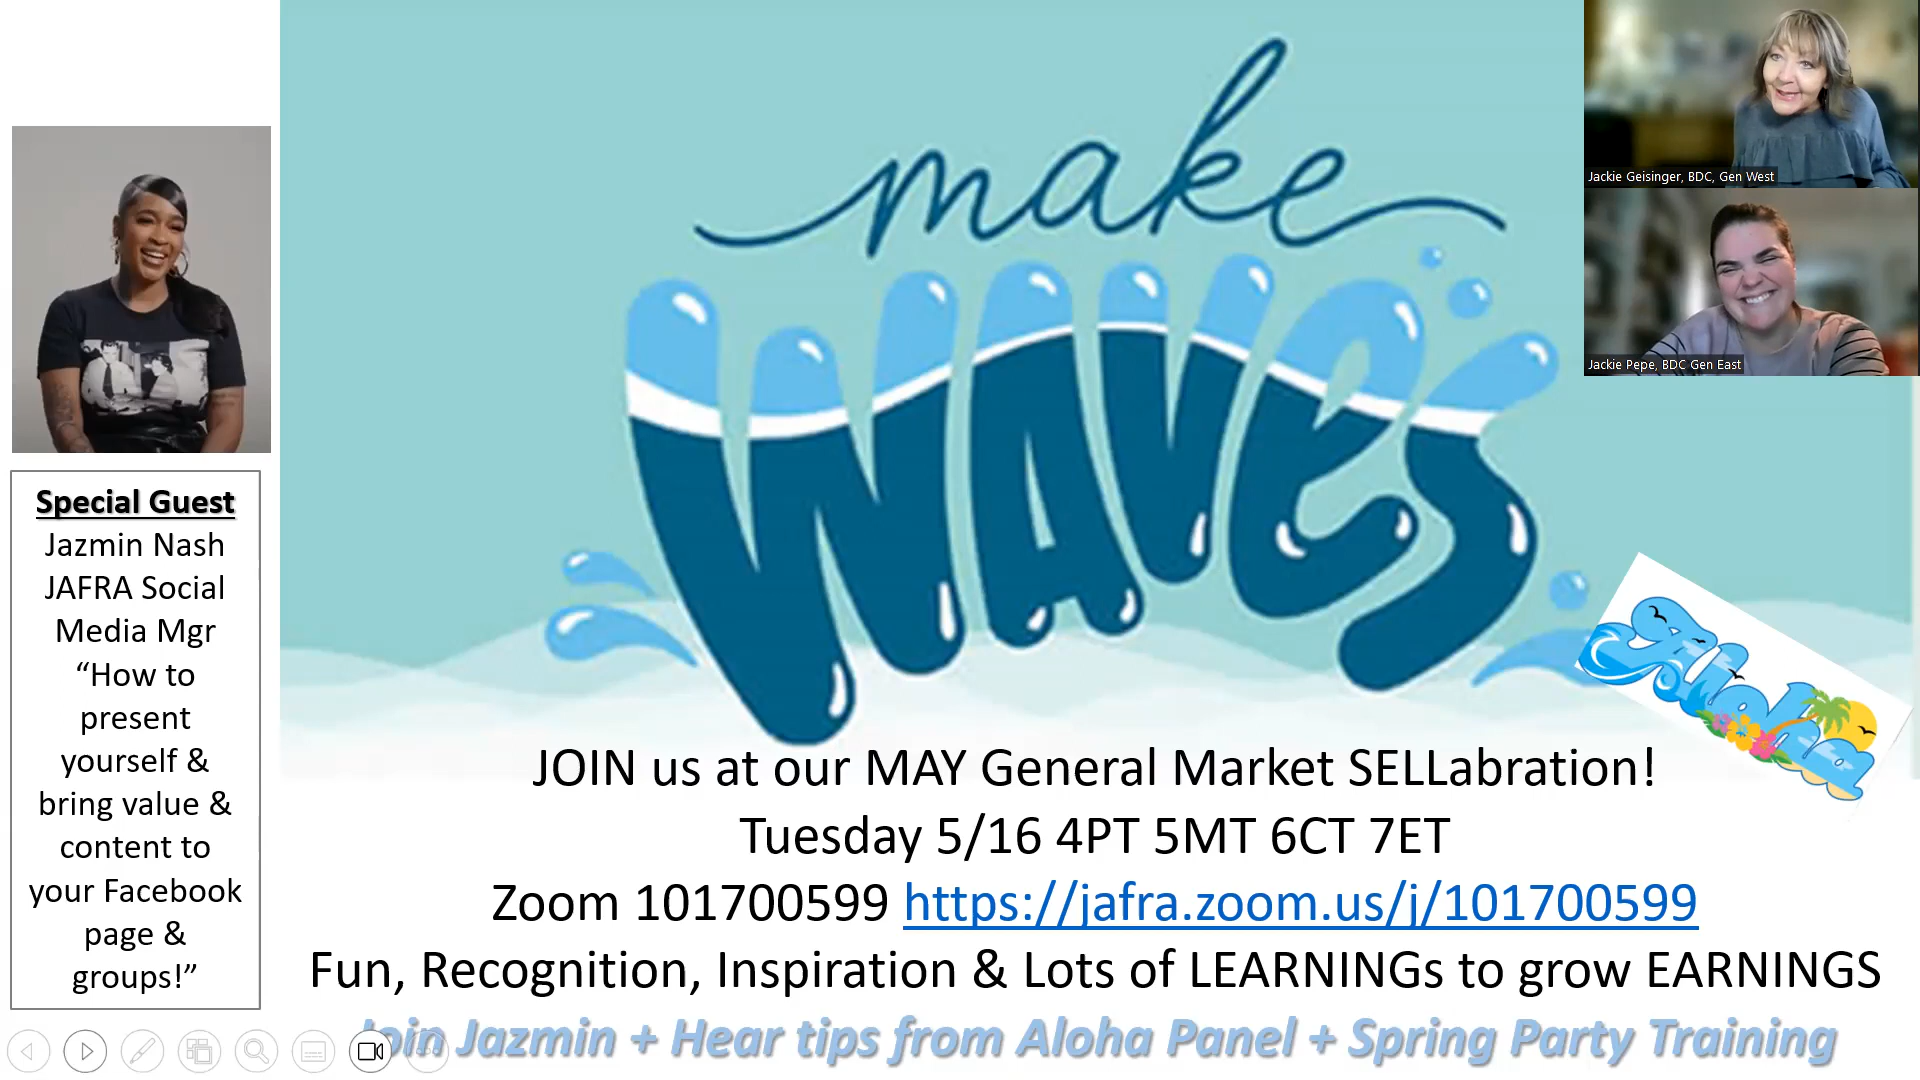 make
waves
Jackie Geisinger, BDC, Gen West
Jackie Pepe, BDC Gen East
Special Guest
Jazmin Nash
JAFRA Social
Media Mgr
“How to
present
yourself &
bring value &
content to
your Facebook
page &
groups!”
Aloha
JOIN us at our MAY General Market SELLabration!
Tuesday 5/16 4PT 5MT 6CT 7ET
Zoom 101700599 https://jafra.zoom.us/j/101700599
Fun, Recognition, Inspiration & Lots of LEARNINGs to grow EARNINGS
Join Jazmin + Hear tips from Aloha Panel + Spring Party Training